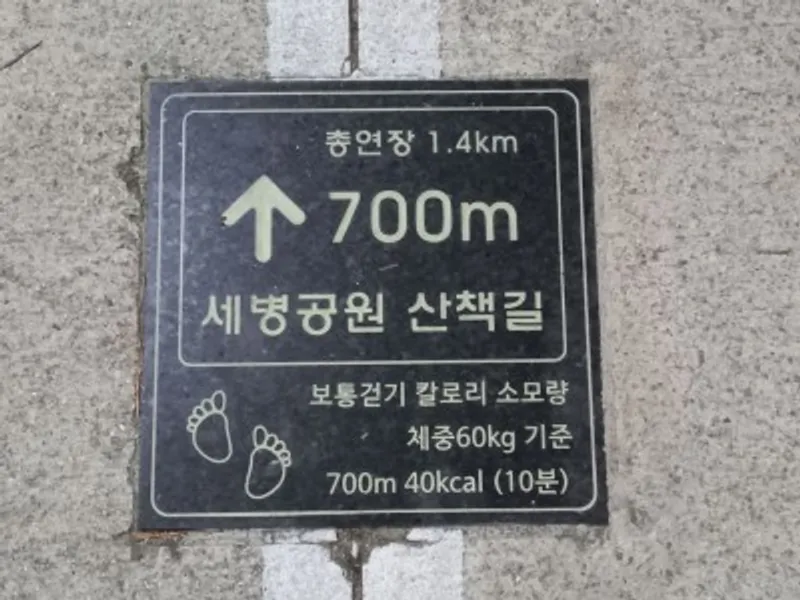 총연장 1.4km
↑ 700m
세병공원 산책길
보통걷기 칼로리 소모량
체중60kg 기준
700m 40kcal (10분)